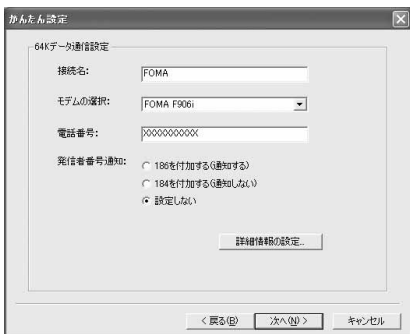 かんたん設定
64Kデータ通信設定
接続名: FOMA
モデムの選択: FOMA F906i
電話番号: XXXXXXXXXX
発信者番号通知: 186を付加する(通知する)
184を付加する(通知しない)
設定しない
詳細情報の設定...
< 戻る(B) 次へ(N) > キャンセル